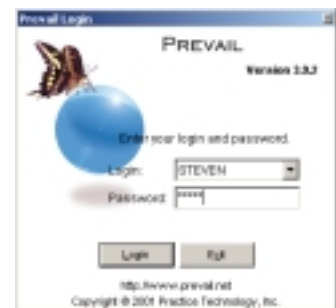 Prevail Login
PREVAIL
Version 3.9.2
Enter your login and password.
Login: STEVEN
Password: *****
Login Exit
http://www.prevail.net
Copyright © 2001 Practice Technology, Inc.